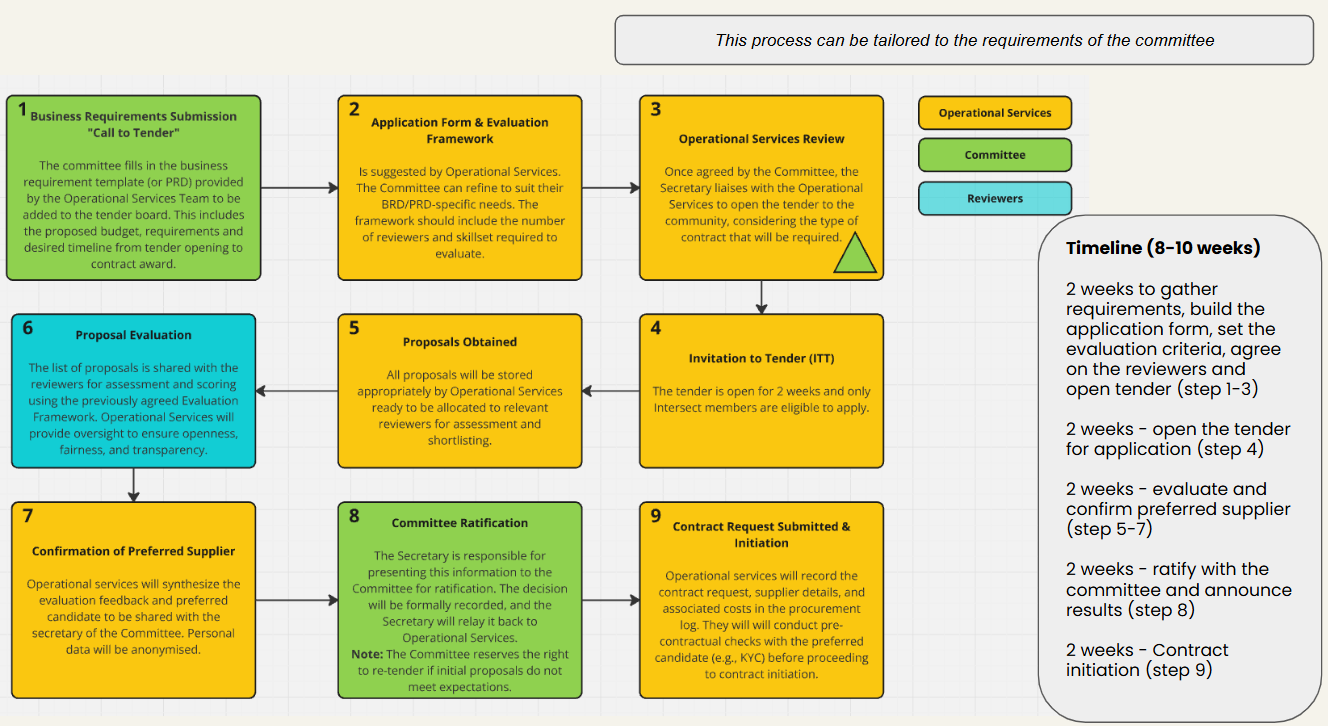 This process can be tailored to the requirements of the committee
1
Business Requirements Submission
"Call to Tender"
The committee fills in the business
requirement template (or PRD) provided
by the Operational Services Team to be
added to the tender board. This includes
the proposed budget, requirements and
desired timeline from tender opening to
contract award.
2
Application Form & Evaluation
Framework
Is suggested by Operational Services.
The Committee can refine to suit their
BRD/PRD-specific needs. The
framework should include the number
of reviewers and skillset required to
evaluate.
3
Operational Services Review
Once agreed by the Committee, the
Secretary liaises with the Operational
Services to open the tender to the
community, considering the type of
contract that will be required.
Operational Services
Committee
Reviewers
6
Proposal Evaluation
The list of proposals is shared with the
reviewers for assessment and scoring
using the previously agreed Evaluation
Framework. Operational Services will
provide oversight to ensure openness,
fairness, and transparency.
5
Proposals Obtained
All proposals will be stored
appropriately by Operational Services
ready to be allocated to relevant
reviewers for assessment and
shortlisting.
4
Invitation to Tender (ITT)
The tender is open for 2 weeks and only
Intersect members are eligible to apply.
7
Confirmation of Preferred Supplier
Operational services will synthesize the
evaluation feedback and preferred
candidate to be shared with the
secretary of the Committee. Personal
data will be anonymised.
8
Committee Ratification
The Secretary is responsible for
presenting this information to the
Committee for ratification. The decision
will be formally recorded, and the
Secretary will relay it back to
Operational Services.
Note: The Committee reserves the right
to re-tender if initial proposals do not
meet expectations.
9
Contract Request Submitted &
Initiation
Operational services will record the
contract request, supplier details, and
associated costs in the procurement
log. They will will conduct pre-
contractual checks with the preferred
candidate (e.g., KYC) before proceeding
to contract initiation.
Timeline (8-10 weeks)
2 weeks to gather
requirements, build the
application form, set the
evaluation criteria, agree
on the reviewers and
open tender (step 1-3)
2 weeks - open the tender
for application (step 4)
2 weeks - evaluate and
confirm preferred supplier
(step 5-7)
2 weeks - ratify with the
committee and announce
results (step 8)
2 weeks - Contract
initiation (step 9)